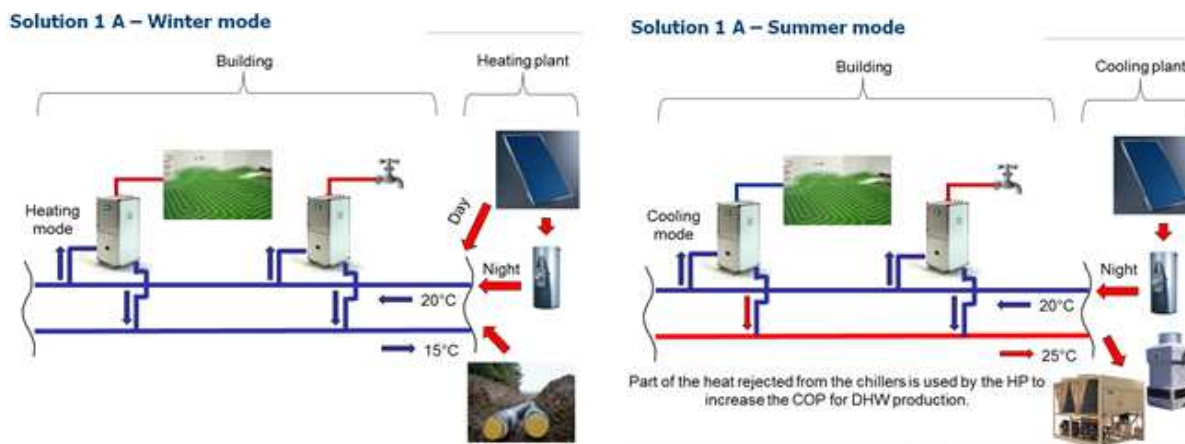 Solution 1 A – Winter mode
Building
Heating plant
Heating
mode
Day
Night
20°C
15°C
Solution 1 A – Summer mode
Building
Cooling plant
Cooling
mode
Night
20°C
25°C
Part of the heat rejected from the chillers is used by the HP to
increase the COP for DHW production.